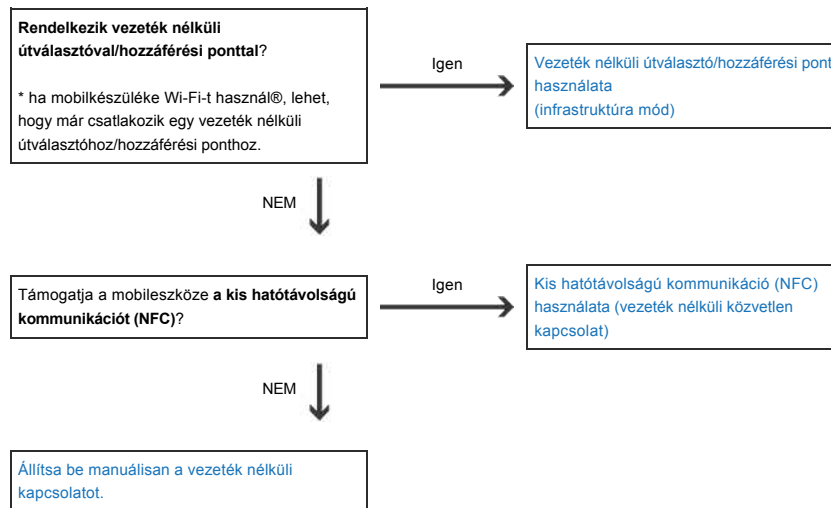 Rendelkezik vezeték nélküli
útválasztóval/hozzáférési ponttal?
* ha mobilkészüléke Wi-Fi-t használ®, lehet,
hogy már csatlakozik egy vezeték nélküli
útválasztóhoz/hozzáférési ponthoz.
Igen
Vezeték nélküli útválasztó/hozzáférési pont
használata
(infrastruktúra mód)
NEM
Támogatja a mobileszköze a kis hatótávolságú
kommunikációt (NFC)?
Igen
Kis hatótávolságú kommunikáció (NFC)
használata (vezeték nélküli közvetlen
kapcsolat)
NEM
Állítsa be manuálisan a vezeték nélküli
kapcsolatot.